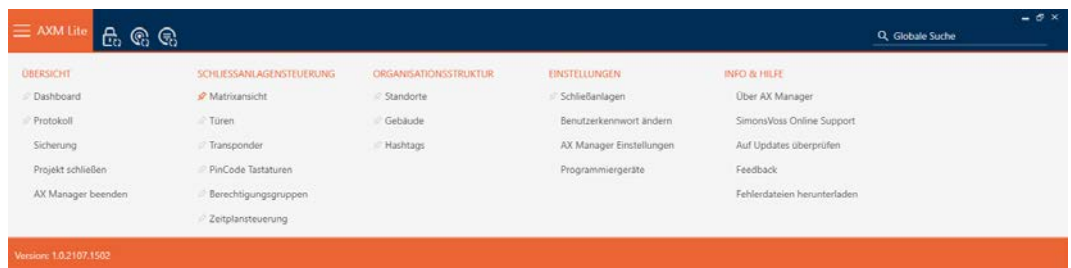 AXM Lite
Globale Suche
ÜBERSICHT
Dashboard
Protokoll
Sicherung
Projekt schließen
AX Manager beenden
SCHLIESSANLAGENSTEUERUNG
Matrixansicht
Türen
Transponder
PinCode Tastaturen
Berechtigungsgruppen
Zeitplansteuerung
ORGANISATIONSSTRUKTUR
Standorte
Gebäude
Hashtags
EINSTELLUNGEN
Schließanlagen
Benutzerkennwort ändern
AX Manager Einstellungen
Programmiergeräte
INFO & HILFE
Über AX Manager
SimonsVoss Online Support
Auf Updates überprüfen
Feedback
Fehlerdateien herunterladen
Version: 1.0.2107.1502